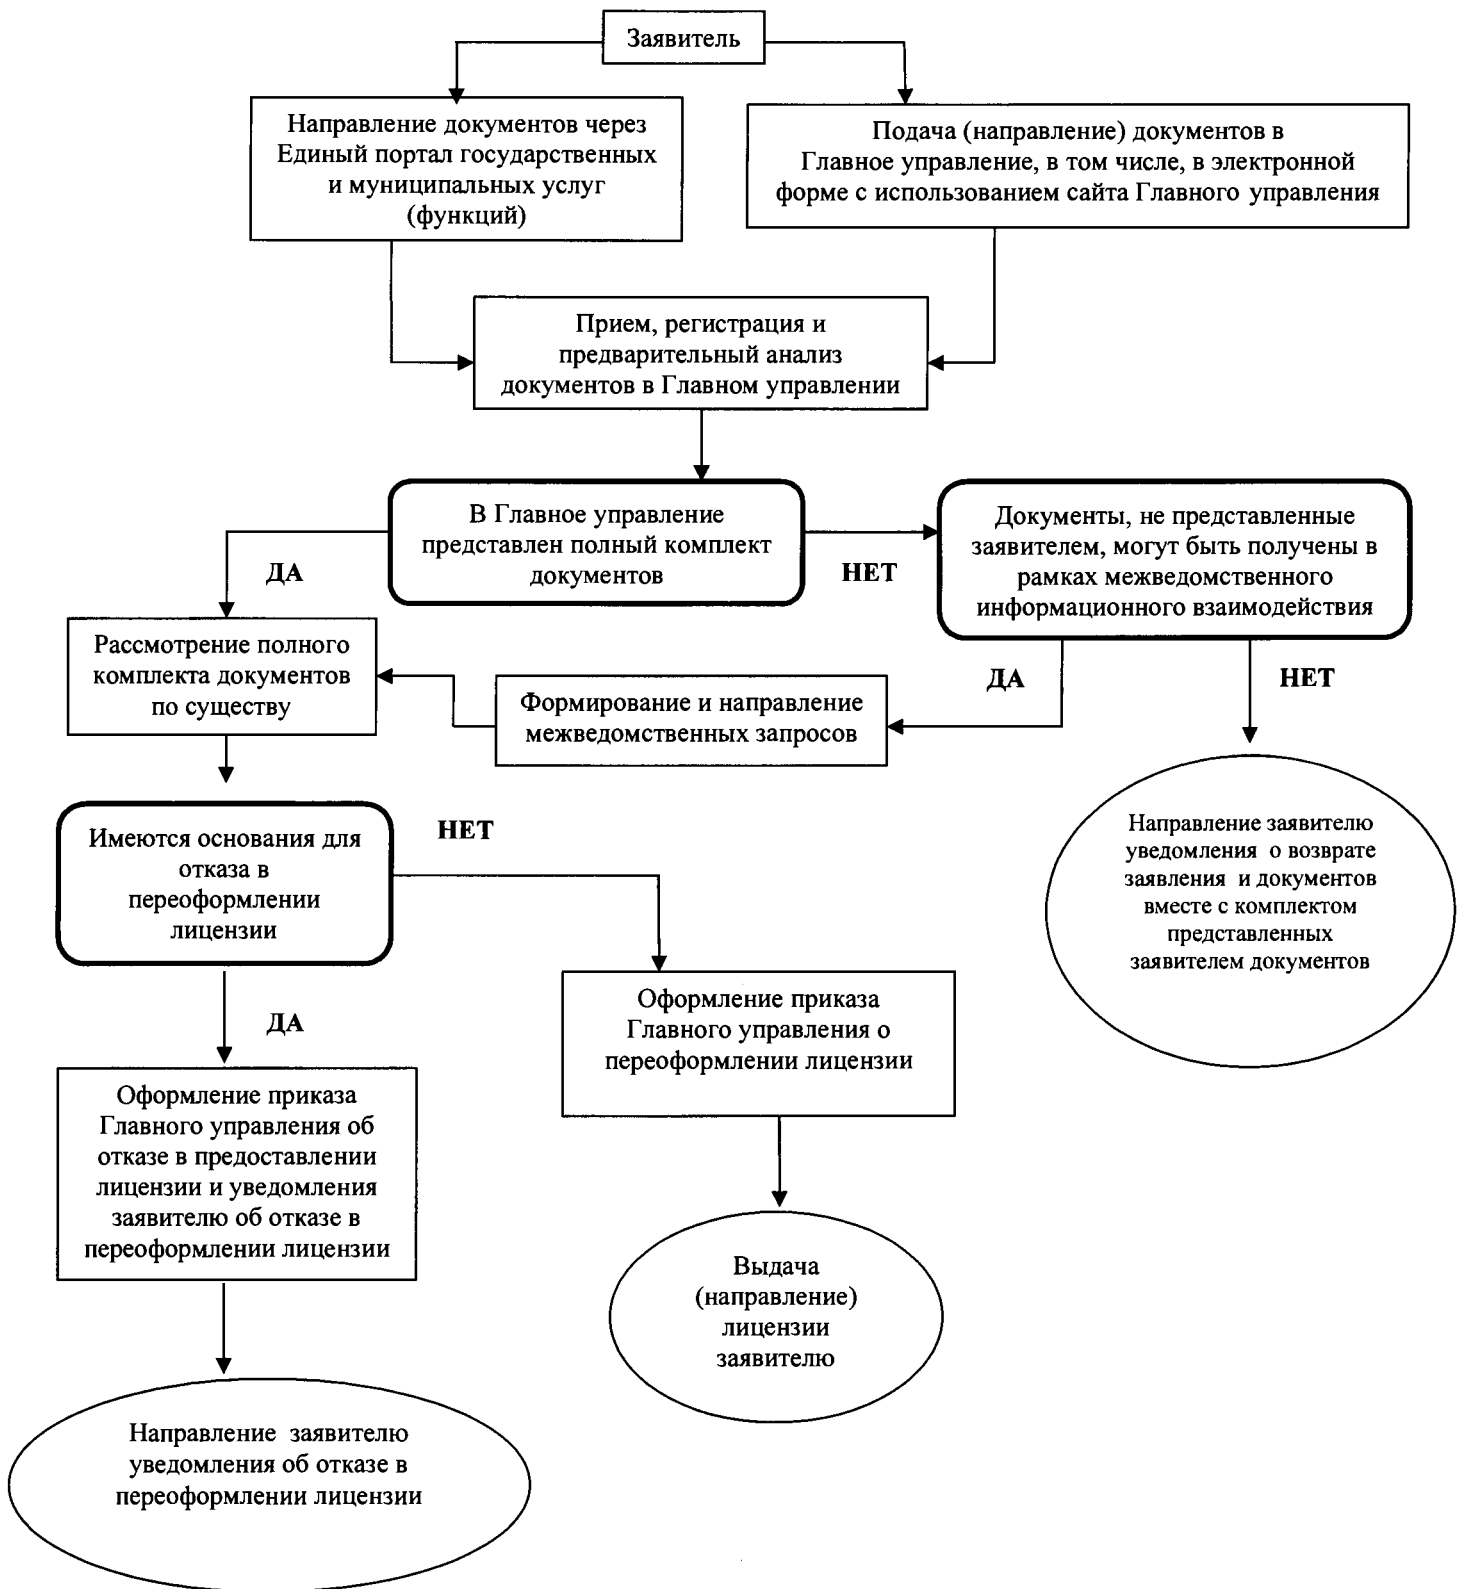 Заявитель
Направление документов через
Единый портал государственных
и муниципальных услуг
(функций)
Подача (направление) документов в
Главное управление, в том числе, в электронной
форме с использованием сайта Главного управления
Прием, регистрация и
предварительный анализ
документов в Главном управлении
В Главное управление
представлен полный комплект
документов
Документы, не представленные
заявителем, могут быть получены в
рамках межведомственного
информационного взаимодействия
ДА
НЕТ
Рассмотрение полного
комплекта документов
по существу
Формирование и направление
межведомственных запросов
ДА
НЕТ
Имеются основания для
отказа в
переоформлении
лицензии
НЕТ
Направление заявителю
уведомления о возврате
заявления и документов
вместе с комплектом
представленных
заявителем документов
ДА
Оформление приказа
Главного управления о
переоформлении лицензии
Оформление приказа
Главного управления об
отказе в предоставлении
лицензии и уведомления
заявителю об отказе в
переоформлении лицензии
Выдача
(направление)
лицензии
заявителю
Направление заявителю
уведомления об отказе в
переоформлении лицензии